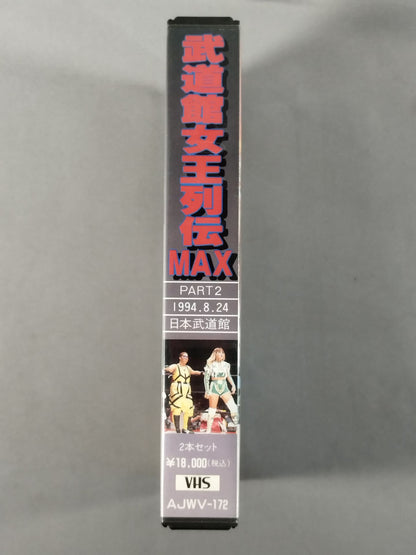 武道館女王列伝
MAX
PART2
1994.8.24
日本武道館
2本セット
¥18,000(税込)
VHS
AJWV-172